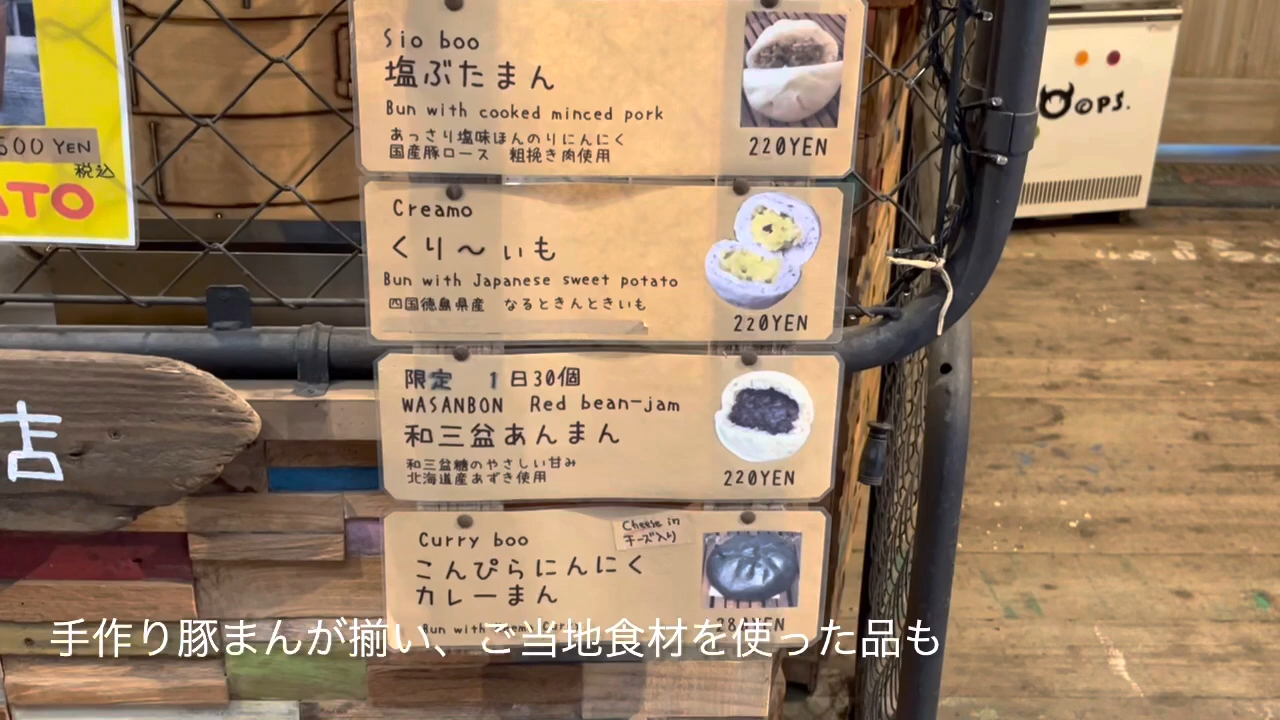 Sio boo
塩ぶたまん
Bun with cooked minced pork
あっさり塩味ほんのりにんにく
国産豚ロース 粗挽き肉使用
220YEN
Creamo
くり〜いも
Bun with Japanese sweet potato
四国徳島県産 なるときんときいも
220YEN
限定 1日30個
WASANBON Red bean-jam
和三盆あんまん
和三盆糖のやさしい甘み
北海道産あずき使用
220YEN
Curry boo
Cheese in
チーズ入り
こんぴらにんにく
カレーまん
Bun with
280YEN
500 YEN
税込
ATO
店
OOPS.
手作り豚まんが揃い、ご当地食材を使った品も